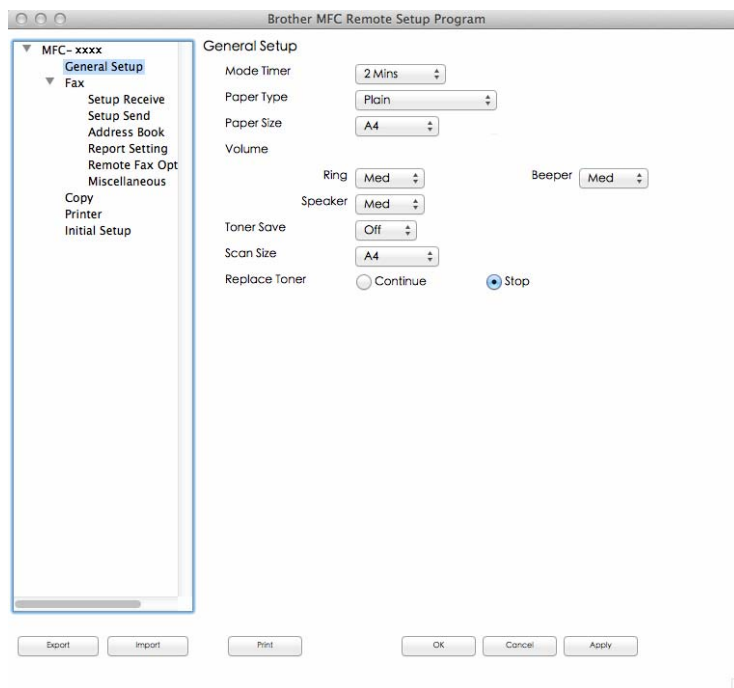 Brother MFC Remote Setup Program
MFC- xxxx
General Setup
Fax
Setup Receive
Setup Send
Address Book
Report Setting
Remote Fax Opt
Miscellaneous
Copy
Printer
Initial Setup
General Setup
Mode Timer 2 Mins
Paper Type Plain
Paper Size A4
Volume
Ring Med Beeper Med
Speaker Med
Toner Save Off
Scan Size A4
Replace Toner Continue Stop
Export Import Print OK Cancel Apply